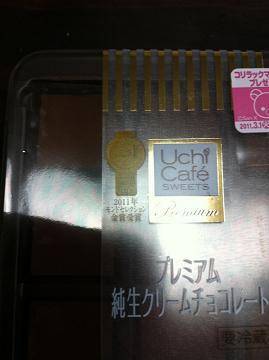 コリラックマ
プレゼ
2011.3.1
Uchi
Café
SWEETS
Premium
2011年
モンドセレクション
金賞受賞
プレミアム
純生クリームチョコレート
要冷蔵